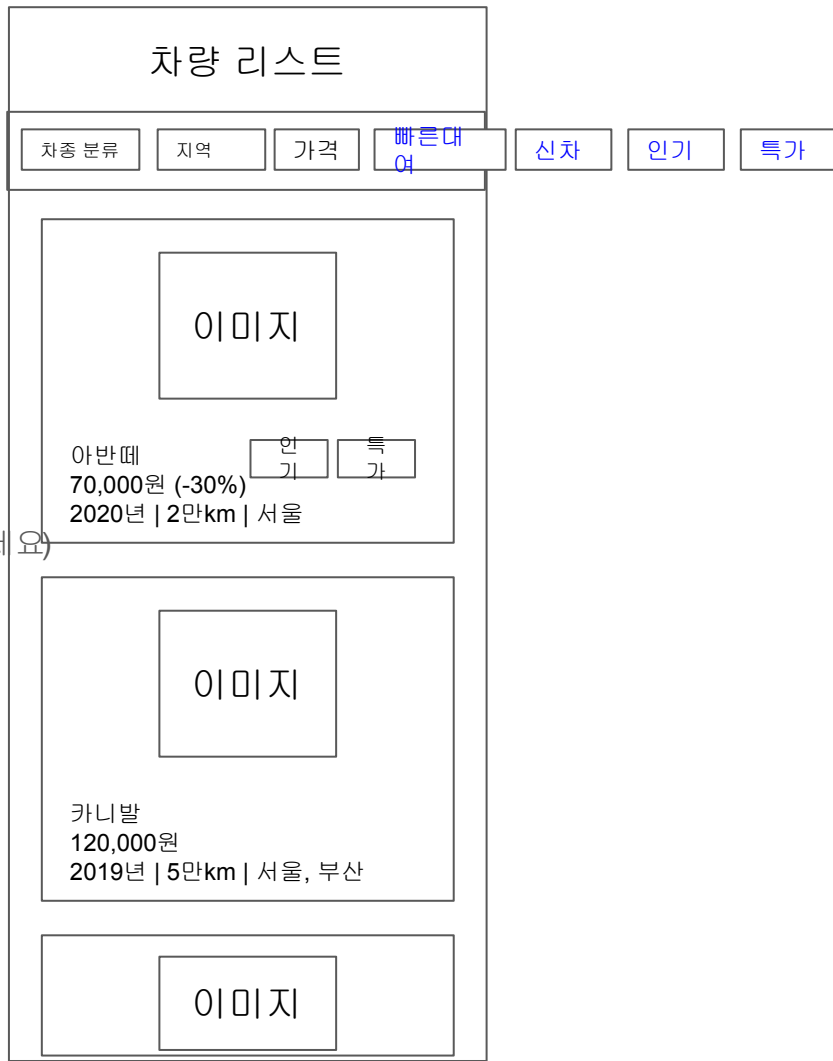 차량 리스트
차종 분류
지역
가격
빠른대
여
신차
인기
특가
이미지
아반떼
인
기
특
가
70,000원 (-30%)
2020년 | 2만km | 서울
요)
이미지
카니발
120,000원
2019년 | 5만km | 서울, 부산
이미지